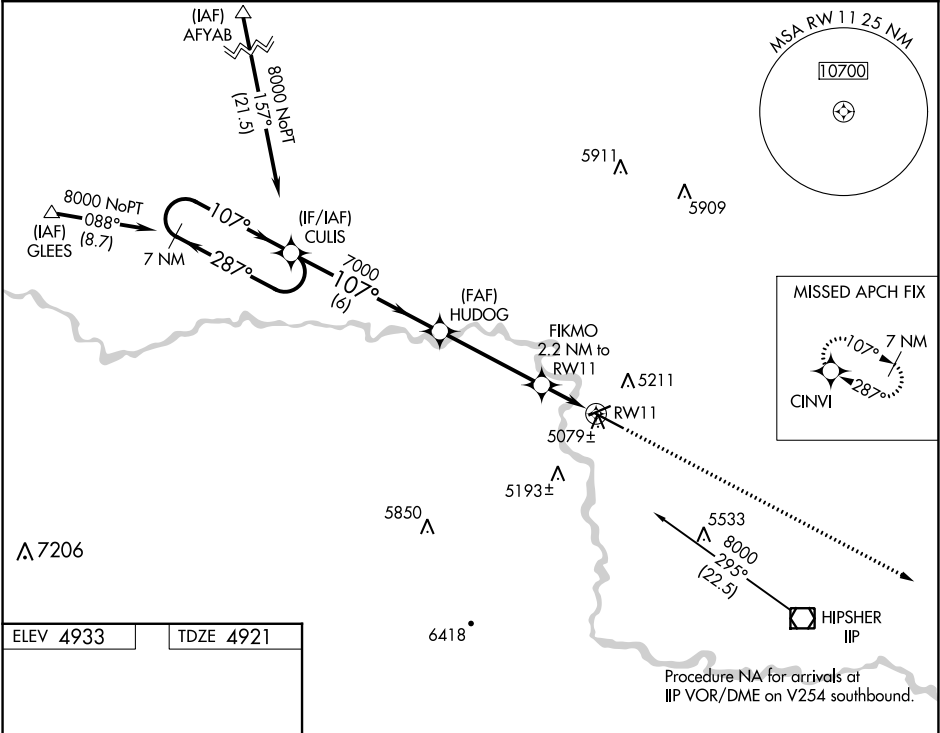 (IAF)
AFYAB
8000 NoPT
157°
(21.5)
MSA RW 11 25 NM
10700
5911
5909
8000 NoPT
088°
(8.7)
(IAF)
GLEES
7 NM
107°
287°
(IF/IAF)
CULIS
7000
107°
(6)
(FAF)
HUDOG
FIKMO
2.2 NM to
RW11
5211
RW11
5079±
5193±
MISSED APCH FIX
107°
7 NM
287°
CINVI
5850
7206
5533
8000
295°
(22.5)
HIPSHER
IIP
6418
ELEV 4933
TDZE 4921
Procedure NA for arrivals at
IIP VOR/DME on V254 southbound.